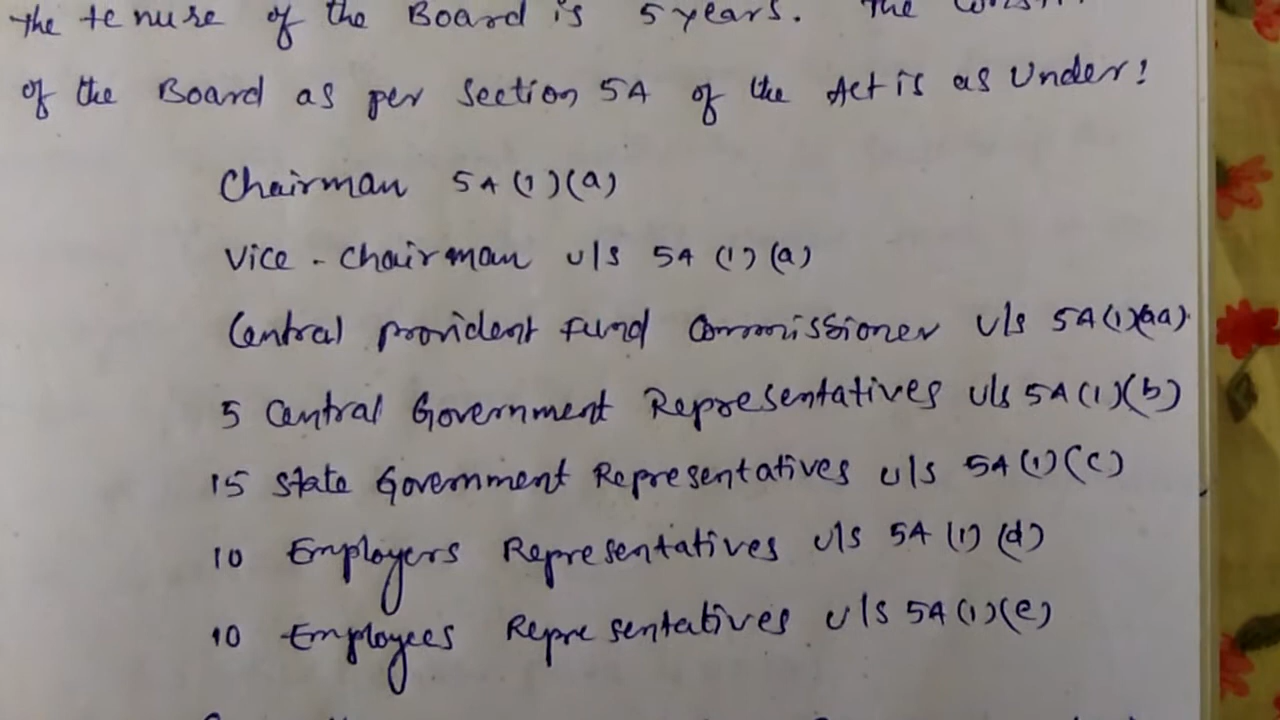 The tenure of the Board is 5 years. The
of the Board as per Section 5A of the Act is as Under:
Chairman 5A (1)(a)
Vice - Chairman u/s 5A (1) (a)
Central provident Fund Commissioner u/s 5A(1)(aa).
5 Central Government Representatives u/s 5A (1)(b)
15 State Government Representatives u/s 5A (1) (c)
10 Employers Representatives u/s 5A (1) (d)
10 Employees Representatives u/s 5A (1) (e)